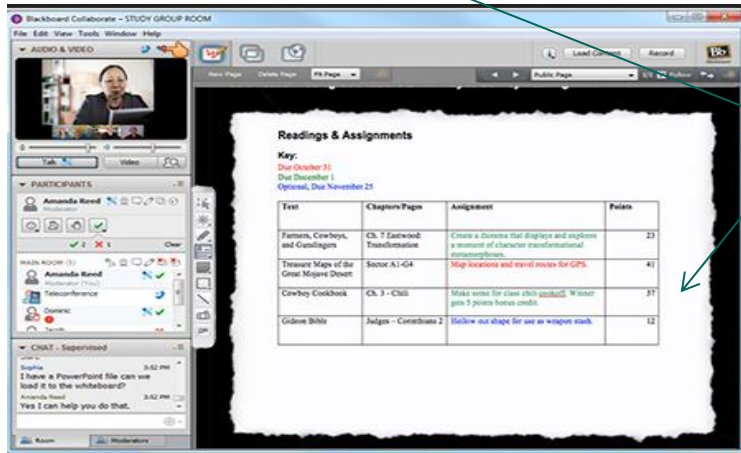 Blackboard Collaborate – STUDY GROUP ROOM
File Edit View Tools Window Help
AUDIO & VIDEO
Talk
Video
PARTICIPANTS
Amanda Reed
Moderator
2 1 Clear
MAIN ROOM (5)
Amanda Reed
Moderator (You)
Teleconference
Dominic
Jacob
CHAT - Supervised
Sophia 3:52 PM
I have a PowerPoint file can we
load it to the whiteboard?
Amanda Reed 3:52 PM
Yes I can help you do that.
Room
Moderators
Load Content
Record
Bb
New Page Delete Page Fit Page
Public Page
1/1 Follow
Readings & Assignments
Key:
Due October 31
Due December 1
Optional, Due November 25
Text Chapters/Pages Assignment Points
Farmers, Cowboys,
and Gunslingers
Ch. 7 Eastwood:
Transformation
Create a diorama that displays and explores
a moment of character transformational
metamorphoses.
23
Treasure Maps of the
Great Mojave Desert
Sector A1-G4
Map locations and travel routes for GPS.
41
Cowboy Cookbook
Ch. 3 - Chili
Make some for class chili cookoff. Winner
gets 5 points bonus credit.
37
Gideon Bible
Judges – Corinthians 2
Hollow out shape for use as weapon stash.
12